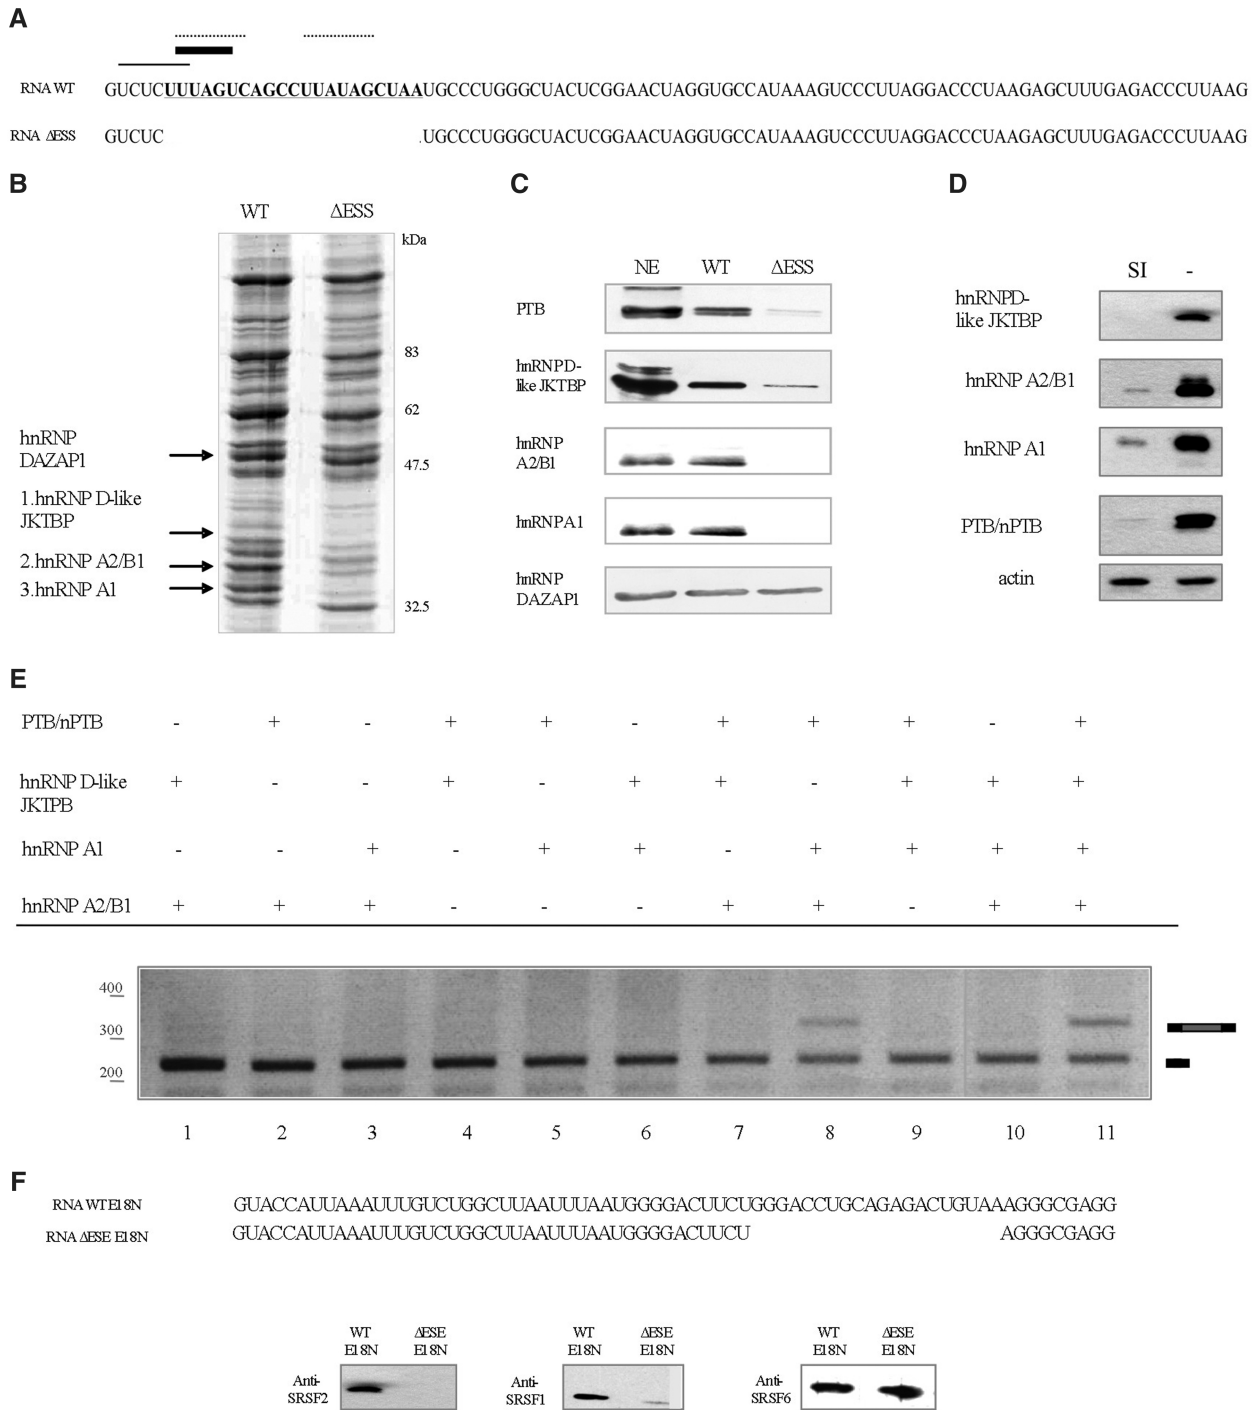 A
RNA WT GUCUCUUUAGUCAGCCUUAUAGCUAAUGCCCUGGGCUACUCGGAACUAGGUGCCAUAAAGUCCCUUAGGACCCUAAGAGCUUUGAGACCCUUAAG
RNA ΔESS GUCUC .UGCCCUGGGCUACUCGGAACUAGGUGCCAUAAAGUCCCUUAGGACCCUAAGAGCUUUGAGACCCUUAAG
B
WT ΔESS
kDa
83
62
47.5
32.5
hnRNP
DAZAP1
1.hnRNP D-like
JKTBP
2.hnRNP A2/B1
3.hnRNP A1
C
NE WT ΔESS
PTB
hnRNPD-
like JKTBP
hnRNP
A2/B1
hnRNPA1
hnRNP
DAZAP1
D
SI -
hnRNPD-
like JKTBP
hnRNP A2/B1
hnRNP A1
PTB/nPTB
actin
E
PTB/nPTB - + - + + - + + + - +
hnRNP D-like + - - + - + + - + + +
JKTPB
hnRNP A1 - - + - + + - + + + +
hnRNP A2/B1 + + + - - - + + - + +
400
300
200
1 2 3 4 5 6 7 8 9 10 11
F
RNA WT E18N GUACCAUUAAAUUUGUCUGGCUUAAUUUAAUGGGGACUUCUGGGACCUGCAGAGACUGUAAAGGGCGAGG
RNA ΔESE E18N GUACCAUUAAAUUUGUCUGGCUUAAUUUAAUGGGGACUUCU AGGGCGAGG
WT ΔESE
E18N E18N
Anti-
SRSF2
WT ΔESE
E18N E18N
Anti-
SRSF1
WT ΔESE
E18N E18N
Anti-
SRSF6